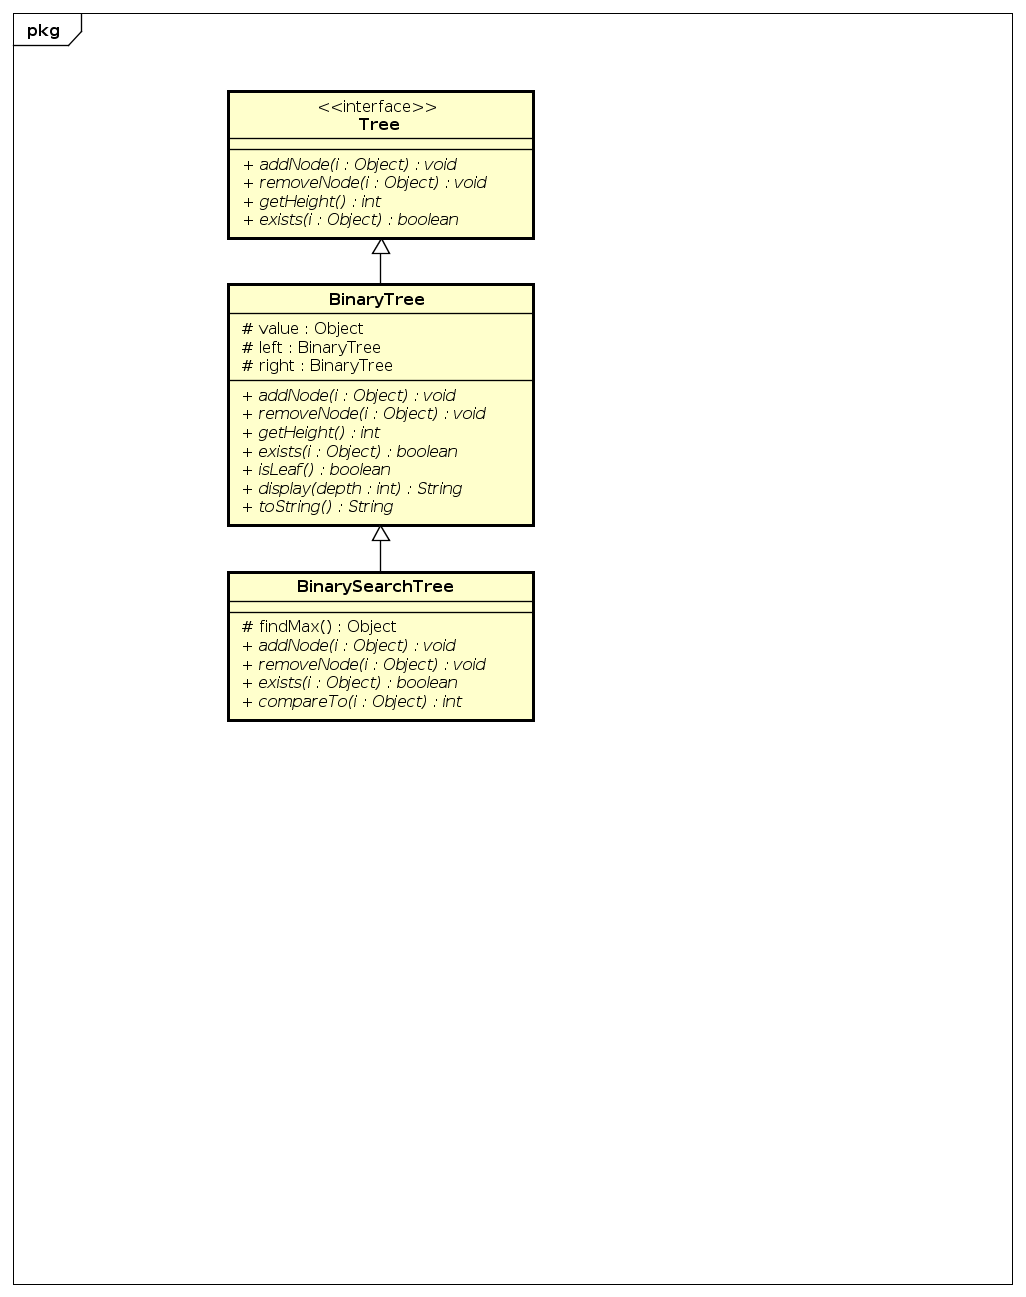 pkg
<<interface>>
Tree
+ addNode(i : Object) : void
+ removeNode(i : Object) : void
+ getHeight() : int
+ exists(i : Object) : boolean
BinaryTree
# value : Object
# left : BinaryTree
# right : BinaryTree
+ addNode(i : Object) : void
+ removeNode(i : Object) : void
+ getHeight() : int
+ exists(i : Object) : boolean
+ isLeaf() : boolean
+ display(depth : int) : String
+ toString() : String
BinarySearchTree
# findMax() : Object
+ addNode(i : Object) : void
+ removeNode(i : Object) : void
+ exists(i : Object) : boolean
+ compareTo(i : Object) : int